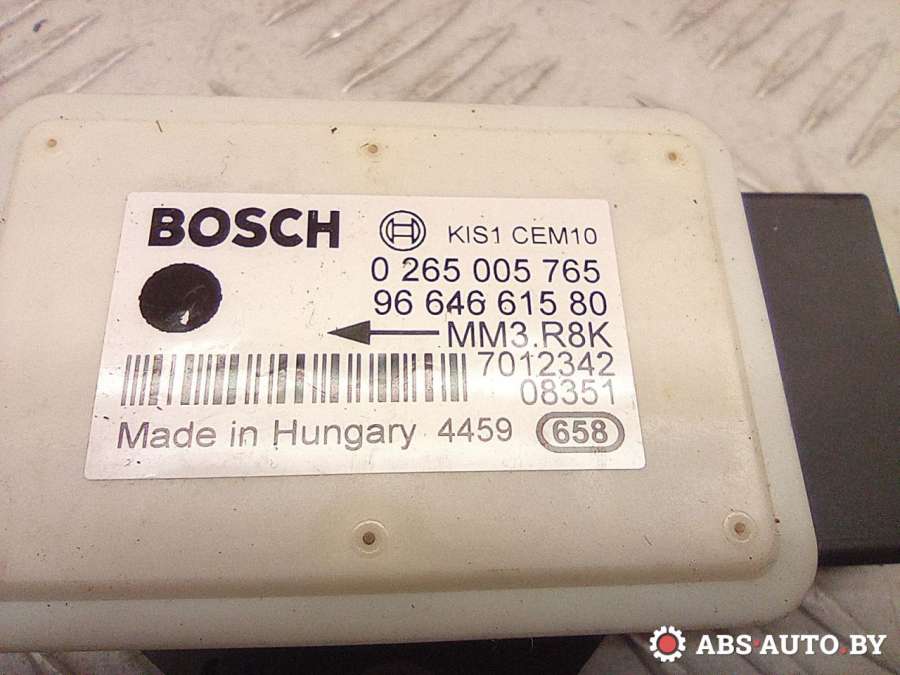 BOSCH
KIS1 CEM10
0 265 005 765
96 646 615 80
MM3.R8K
7012342
08351
Made in Hungary 4459 658
ABS-AUTO.BY